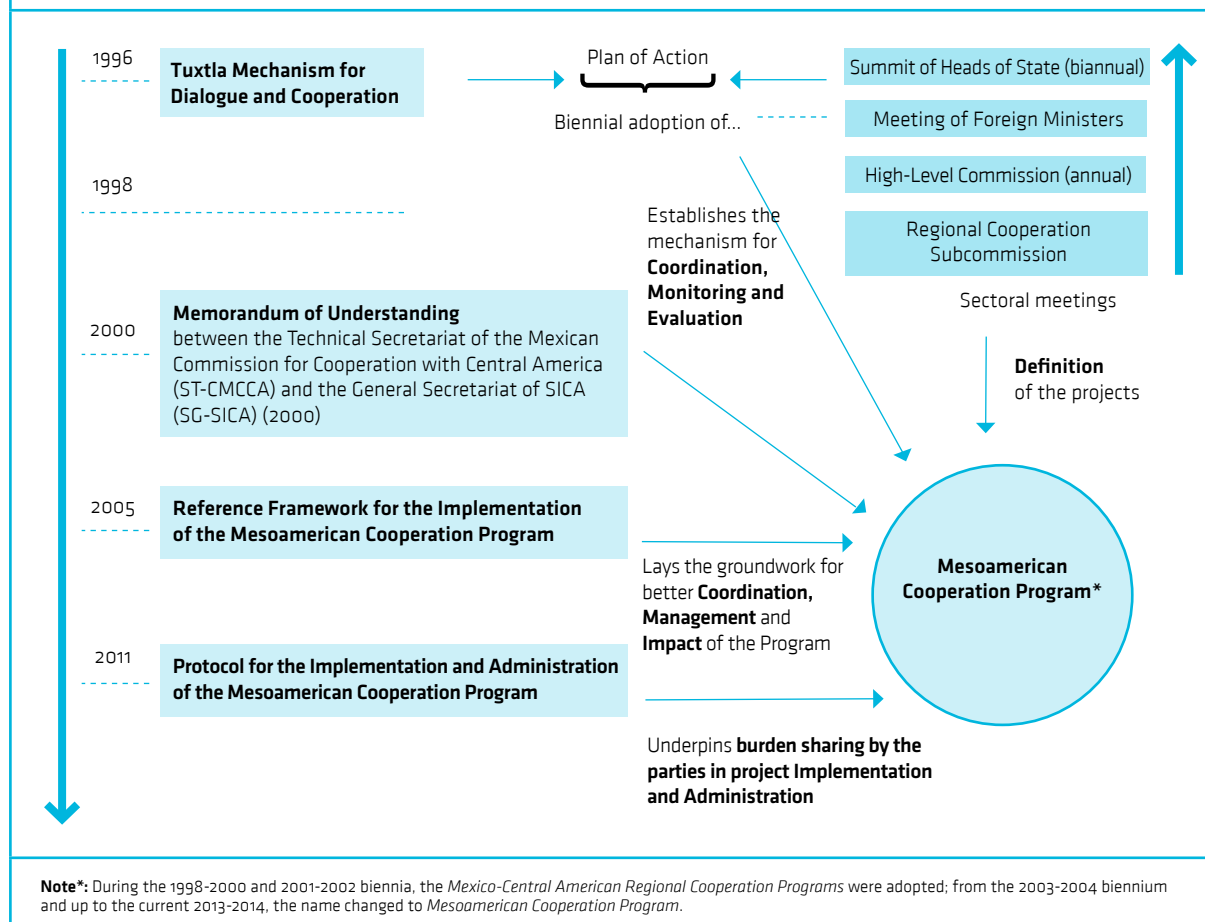 1996
Tuxtla Mechanism for
Dialogue and Cooperation
Plan of Action
Biennial adoption of...
Summit of Heads of State (biannual)
Meeting of Foreign Ministers
High-Level Commission (annual)
Regional Cooperation
Subcommission
Sectoral meetings
Definition
of the projects
1998
Establishes the
mechanism for
Coordination,
Monitoring and
Evaluation
2000
Memorandum of Understanding
between the Technical Secretariat of the Mexican
Commission for Cooperation with Central America
(ST-CMCCA) and the General Secretariat of SICA
(SG-SICA) (2000)
2005
Reference Framework for the Implementation
of the Mesoamerican Cooperation Program
Lays the groundwork for
better Coordination,
Management and
Impact of the Program
Mesoamerican
Cooperation Program*
2011
Protocol for the Implementation and Administration
of the Mesoamerican Cooperation Program
Underpins burden sharing by the
parties in project Implementation
and Administration
Note*: During the 1998-2000 and 2001-2002 biennia, the Mexico-Central American Regional Cooperation Programs were adopted; from the 2003-2004 biennium
and up to the current 2013-2014, the name changed to Mesoamerican Cooperation Program.